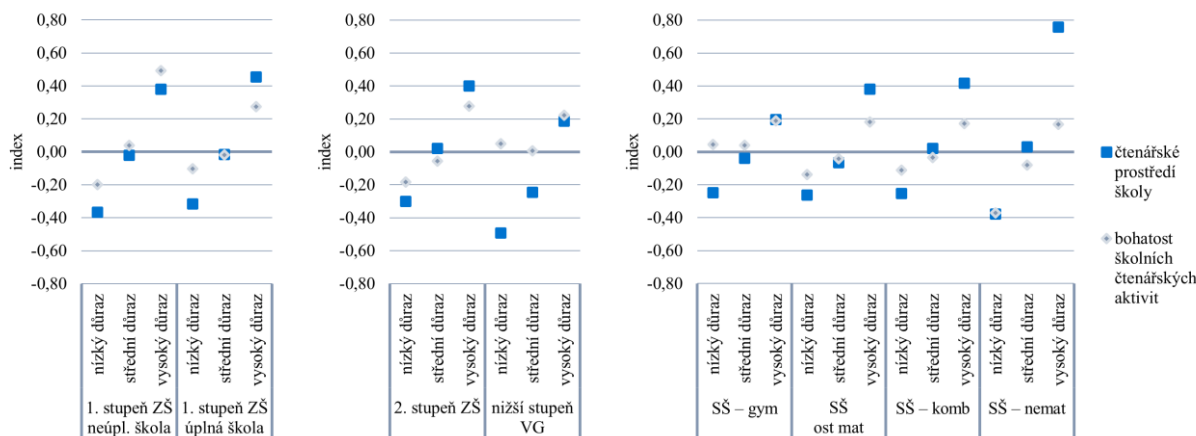 0,80
0,60
0,40
0,20
0,00
-0,20
-0,40
-0,60
-0,80
index
nízký důraz
střední důraz
vysoký důraz
nízký důraz
střední důraz
vysoký důraz
1. stupeň ZŠ
neúpl. škola
1. stupeň ZŠ
úplná škola
0,80
0,60
0,40
0,20
0,00
-0,20
-0,40
-0,60
-0,80
index
nízký důraz
střední důraz
vysoký důraz
nízký důraz
střední důraz
vysoký důraz
2. stupeň ZŠ
nižší stupeň
VG
0,80
0,60
0,40
0,20
0,00
-0,20
-0,40
-0,60
-0,80
index
nízký důraz
střední důraz
vysoký důraz
nízký důraz
střední důraz
vysoký důraz
nízký důraz
střední důraz
vysoký důraz
nízký důraz
střední důraz
vysoký důraz
SŠ – gym
SŠ
ost mat
SŠ – komb
SŠ – nemat
čtenářské
prostředí
školy
bohatost
školních
čtenářských
aktivit